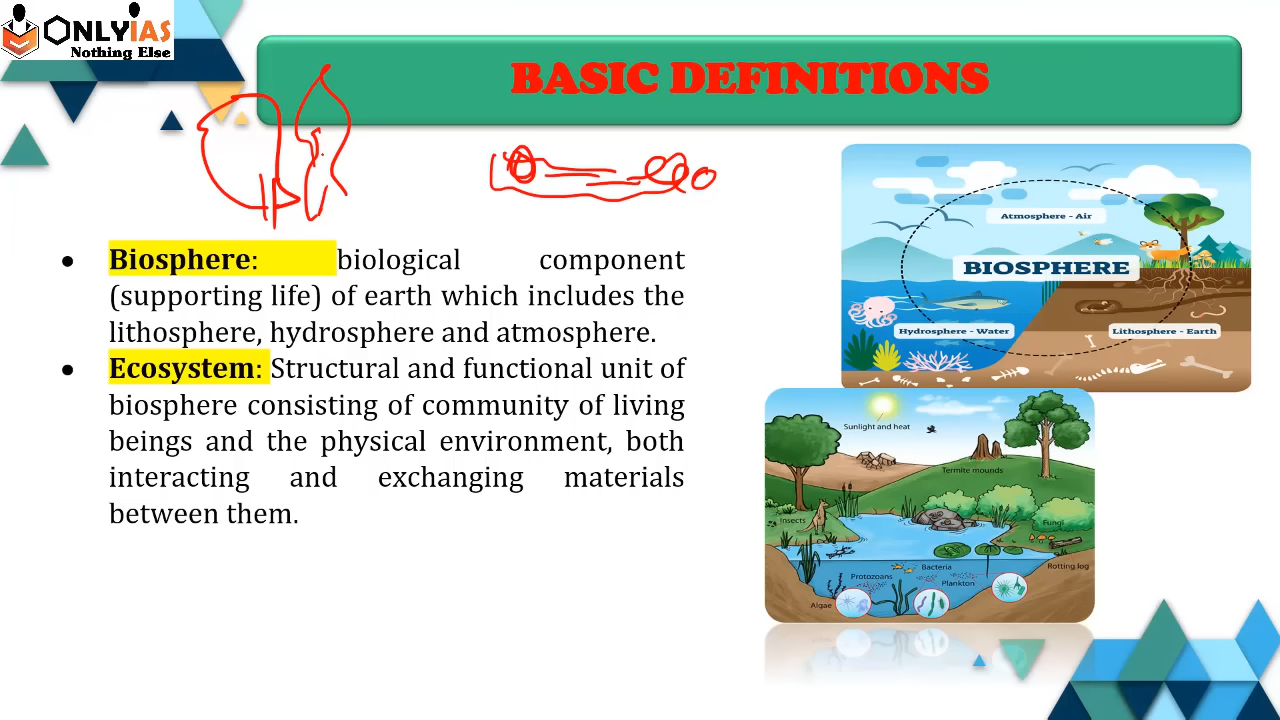 ONLYIAS
Nothing Else
BASIC DEFINITIONS
• Biosphere: biological component
(supporting life) of earth which includes the
lithosphere, hydrosphere and atmosphere.
• Ecosystem: Structural and functional unit of
biosphere consisting of community of living
beings and the physical environment, both
interacting and exchanging materials
between them.
Atmosphere - Air
BIOSPHERE
Hydrosphere - Water
Lithosphere - Earth
Sunlight and heat
Termite mounds
Insects
Fungi
Bacteria
Rotting log
Protozoans
Plankton
Algae